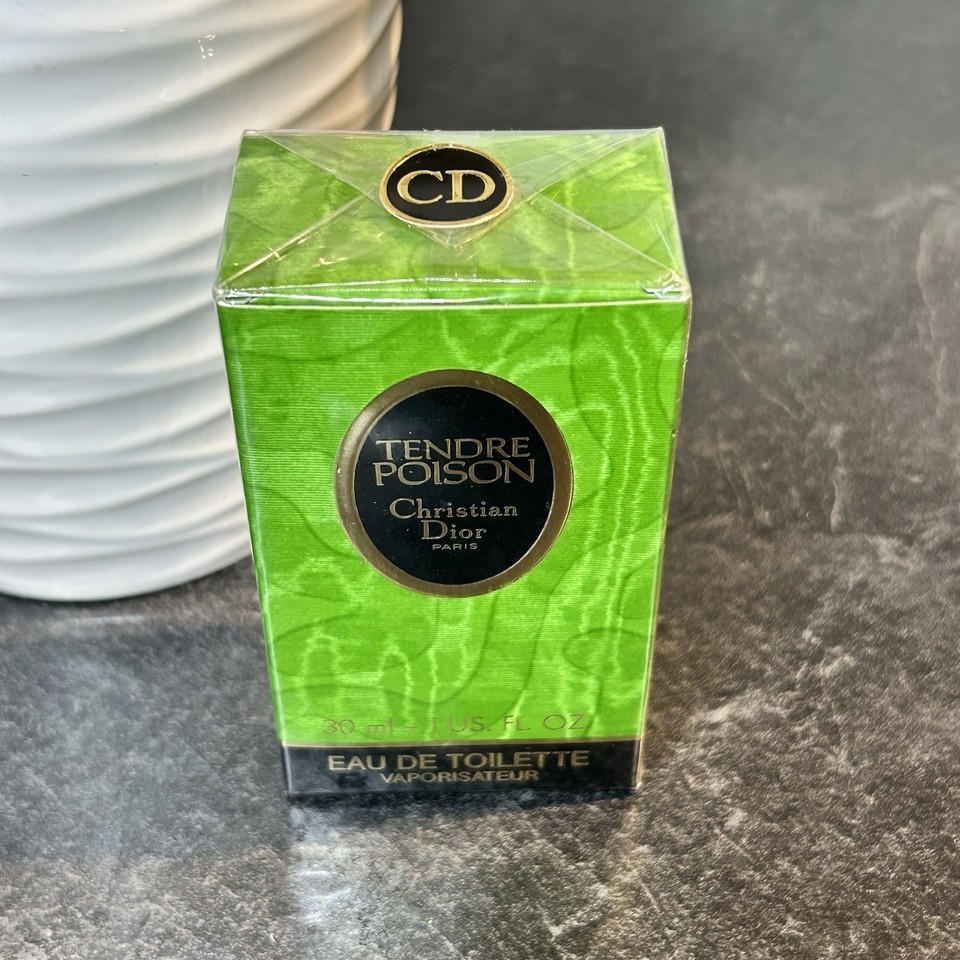 CD
TENDRE
POISON
Christian
Dior
PARIS
30 ml - 1 US. FL. OZ.
EAU DE TOILETTE
VAPORISATEUR